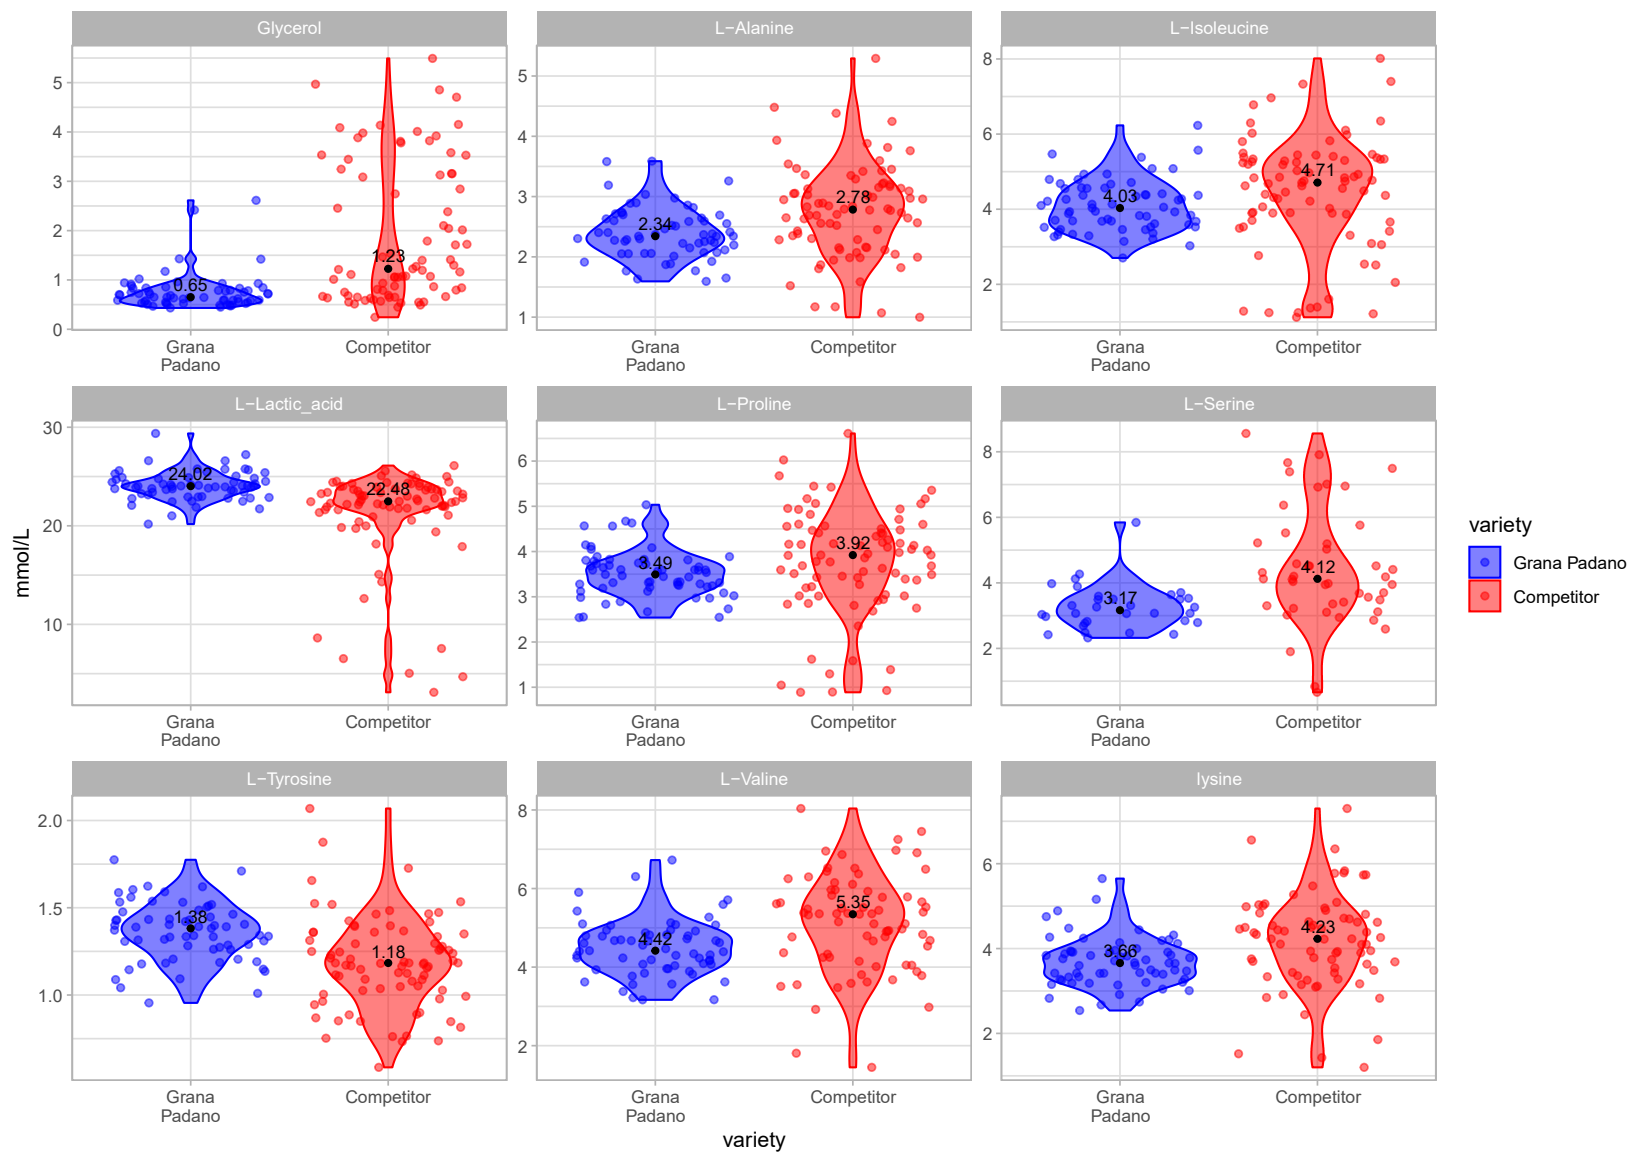 Glycerol
L−Alanine
L−Isoleucine
5
4
3
2
1
0
1.23
0.65
5
4
3
2
1
2.78
2.34
8
6
4
2
4.71
4.03
Grana
Padano
Competitor
Grana
Padano
Competitor
Grana
Padano
Competitor
L−Lactic_acid
L−Proline
L−Serine
30
20
10
24.02
22.48
6
5
4
3
2
1
3.49
3.92
8
6
4
2
3.17
4.12
Grana
Padano
Competitor
Grana
Padano
Competitor
Grana
Padano
Competitor
mmol/L
variety
Grana Padano
Competitor
L−Tyrosine
L−Valine
lysine
2.0
1.5
1.0
1.38
1.18
8
6
4
2
4.42
5.35
6
4
2
3.66
4.23
Grana
Padano
Competitor
Grana
Padano
Competitor
Grana
Padano
Competitor
variety